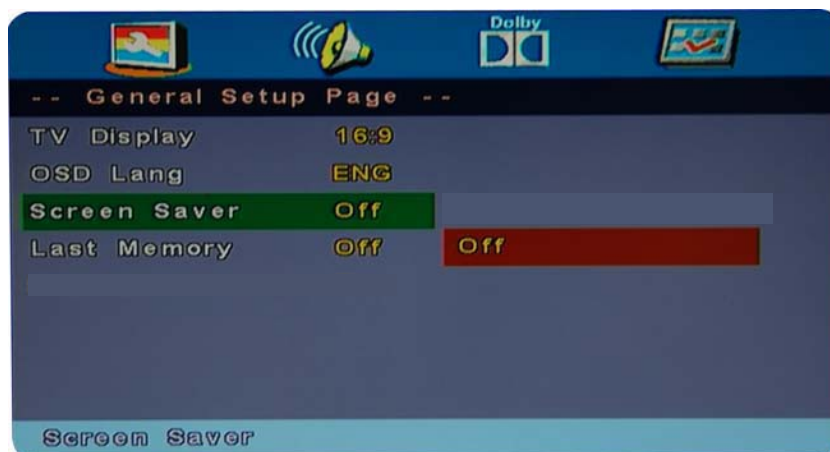 Dolby
-- General Setup Page --
TV Display 16:9
OSD Lang ENG
Screen Saver Off
Last Memory Off Off
Screen Saver